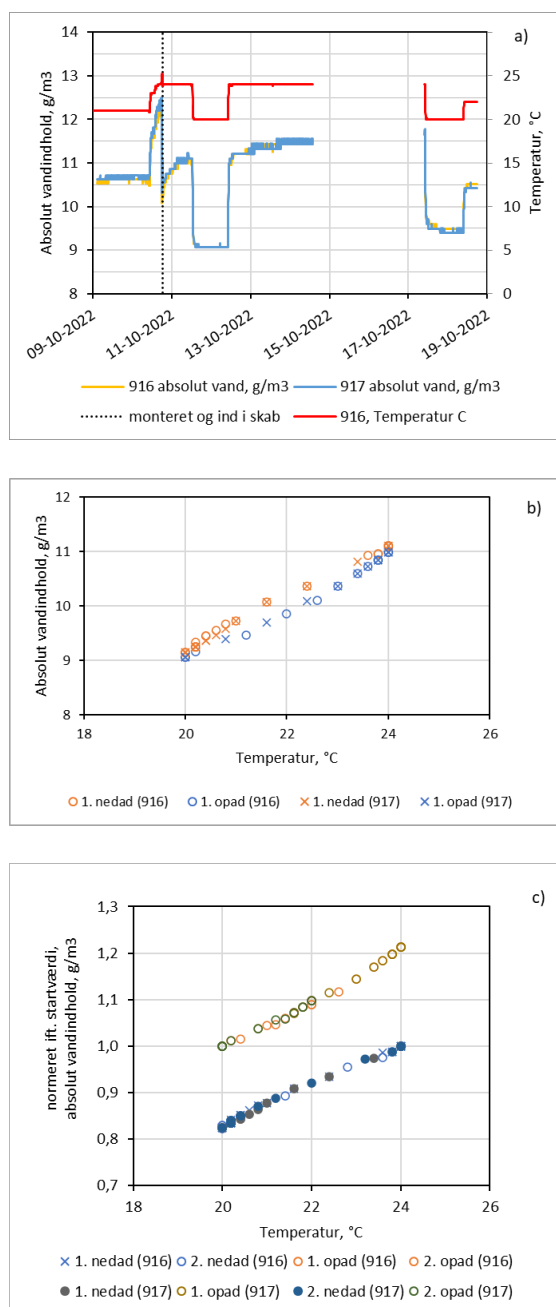 a)
Absolut vandindhold, g/m3
14
13
12
11
10
9
8
25
20
15
10
5
0
Temperatur, °C
09-10-2022
11-10-2022
13-10-2022
15-10-2022
17-10-2022
19-10-2022
916 absolut vand, g/m3
917 absolut vand, g/m3
monteret og ind i skab
916, Temperatur C
b)
Absolut vandindhold, g/m3
12
11
10
9
8
18
20
22
24
26
Temperatur, °C
1. nedad (916)
1. opad (916)
1. nedad (917)
1. opad (917)
c)
normeret ift. startværdi,
absolut vandindhold, g/m3
1,3
1,2
1,1
1,0
0,9
0,8
0,7
18
20
22
24
26
Temperatur, °C
1. nedad (916)
2. nedad (916)
1. opad (916)
2. opad (916)
1. nedad (917)
1. opad (917)
2. nedad (917)
2. opad (917)